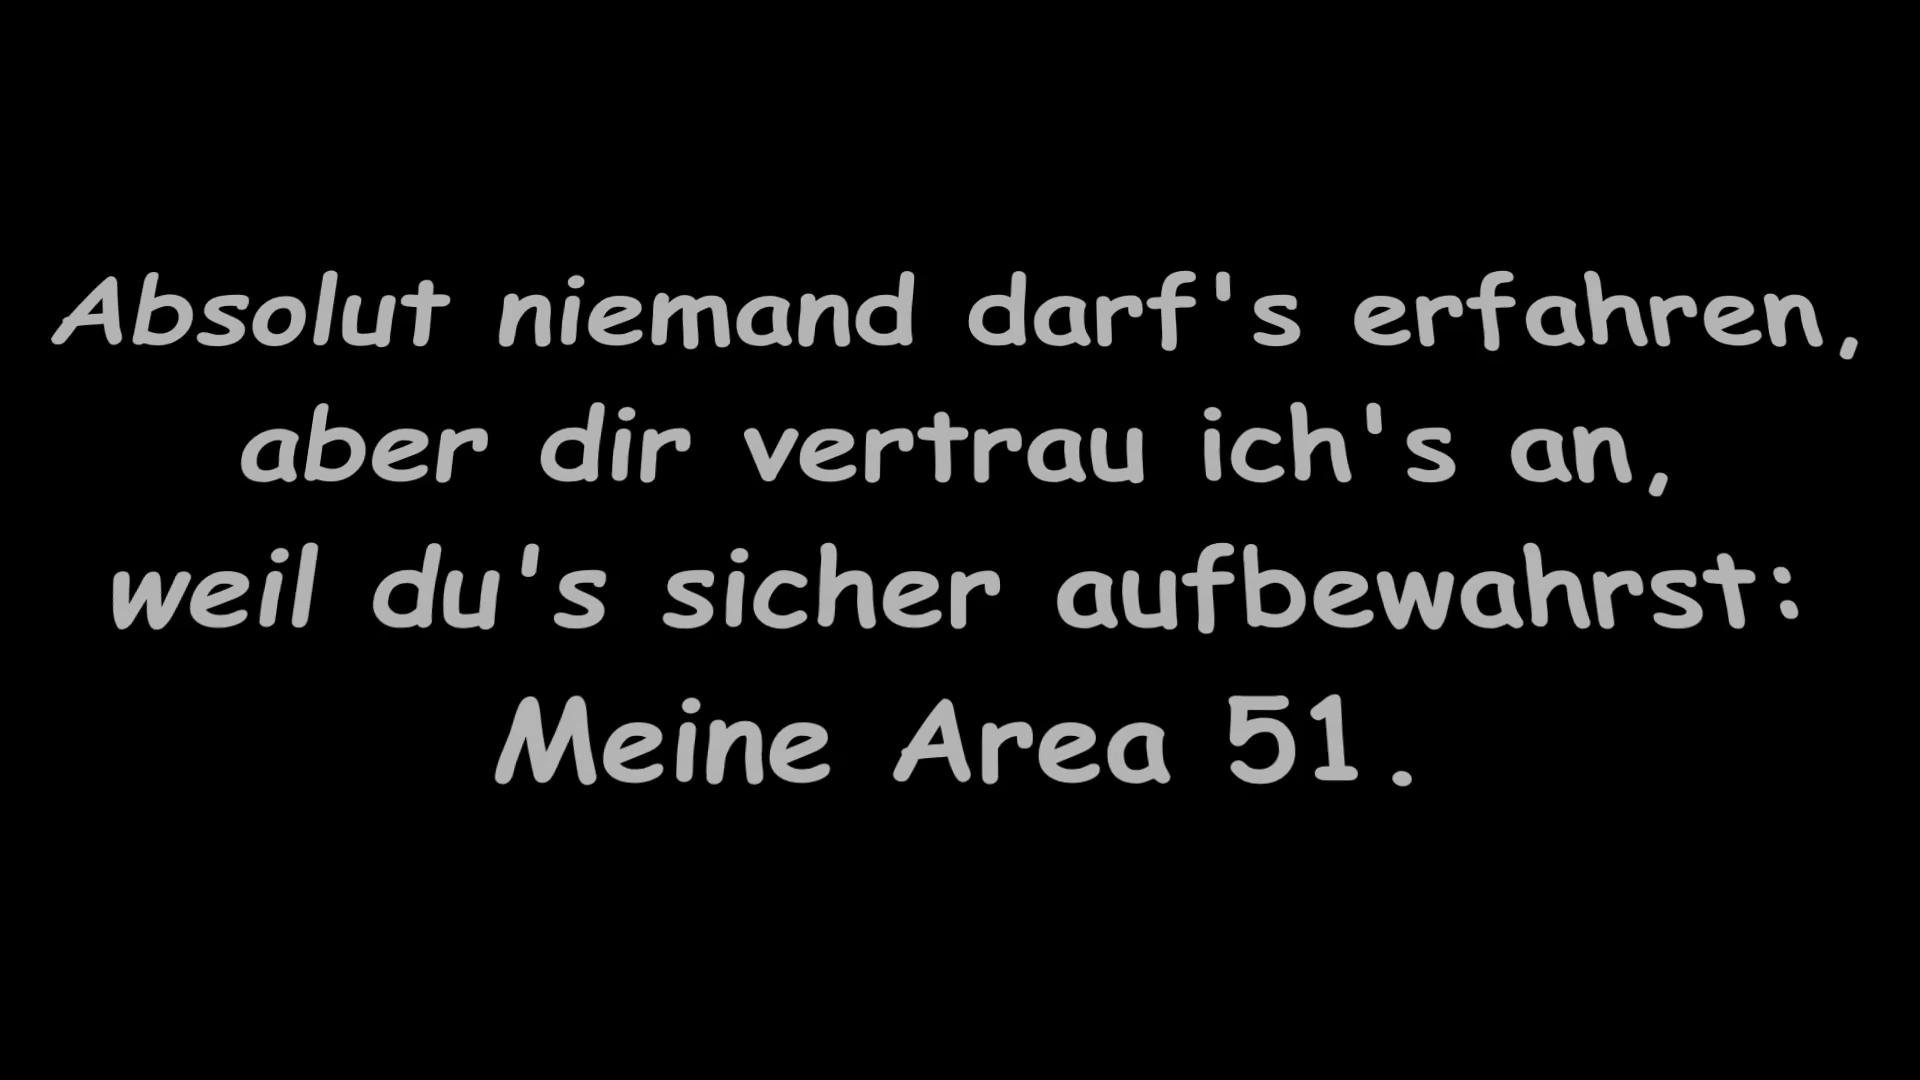 Absolut niemand darf's erfahren,
aber dir vertrau ich's an,
weil du's sicher aufbewahrst:
Meine Area 51.